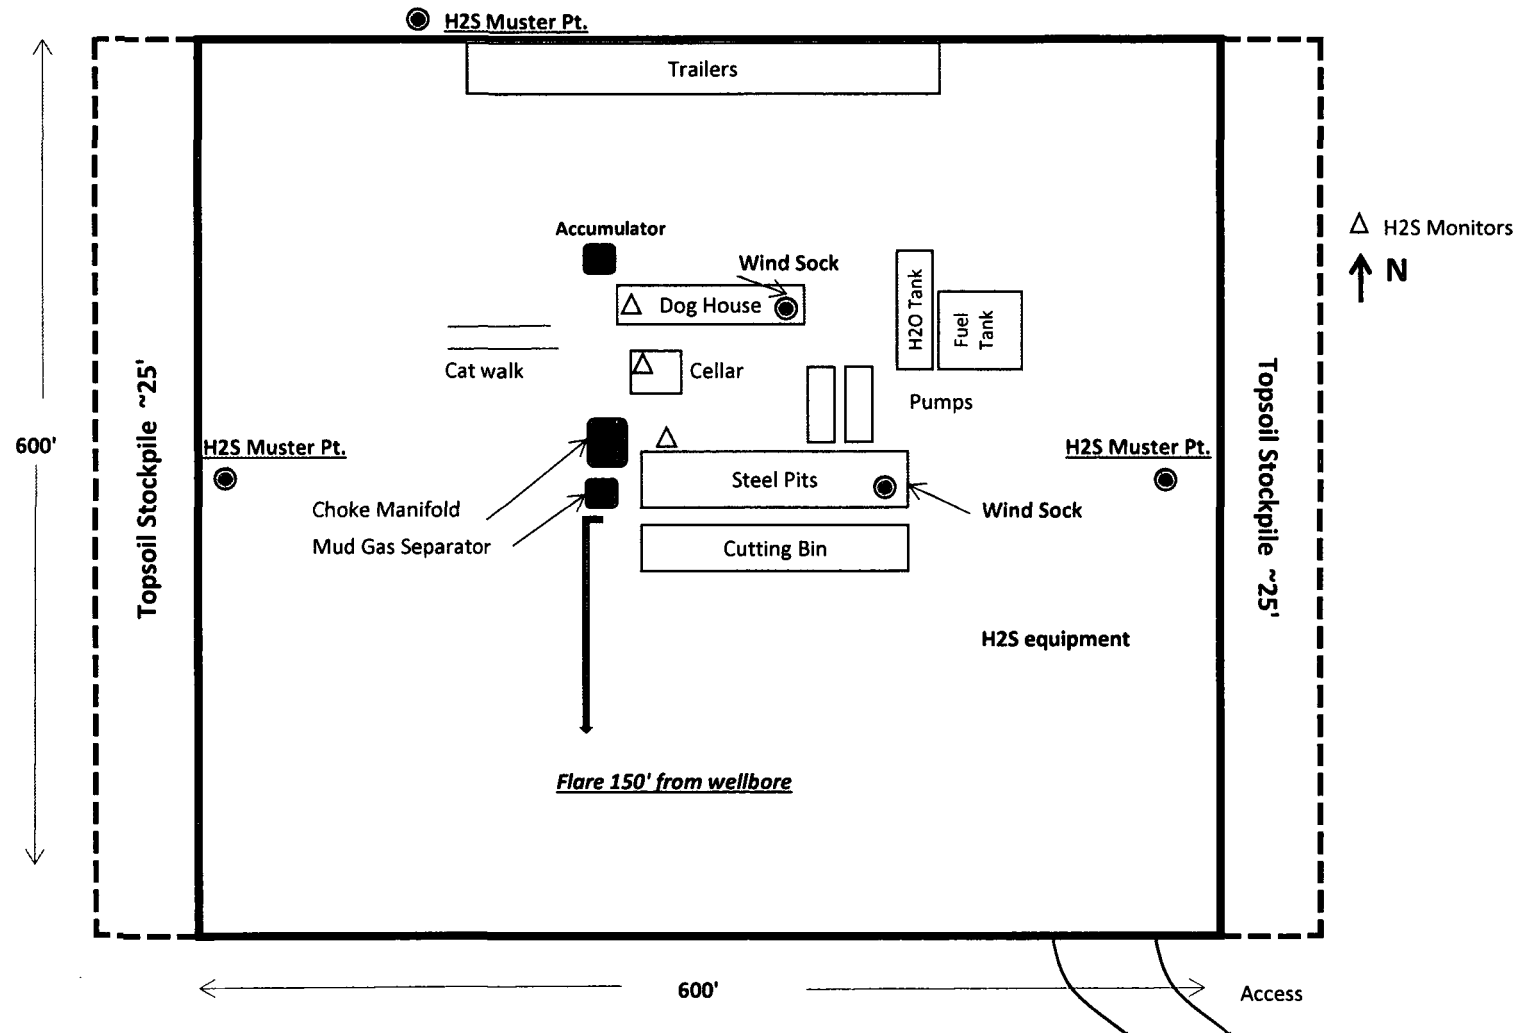 H2S Muster Pt.
Trailers
Accumulator
Wind Sock
Dog House
H2O Tank
Fuel
Tank
H2S Monitors
N
Cat walk
Cellar
Pumps
Topsoil Stockpile ~25'
Topsoil Stockpile ~25'
600'
H2S Muster Pt.
H2S Muster Pt.
Steel Pits
Wind Sock
Choke Manifold
Mud Gas Separator
Cutting Bin
H2S equipment
Flare 150' from wellbore
600'
Access